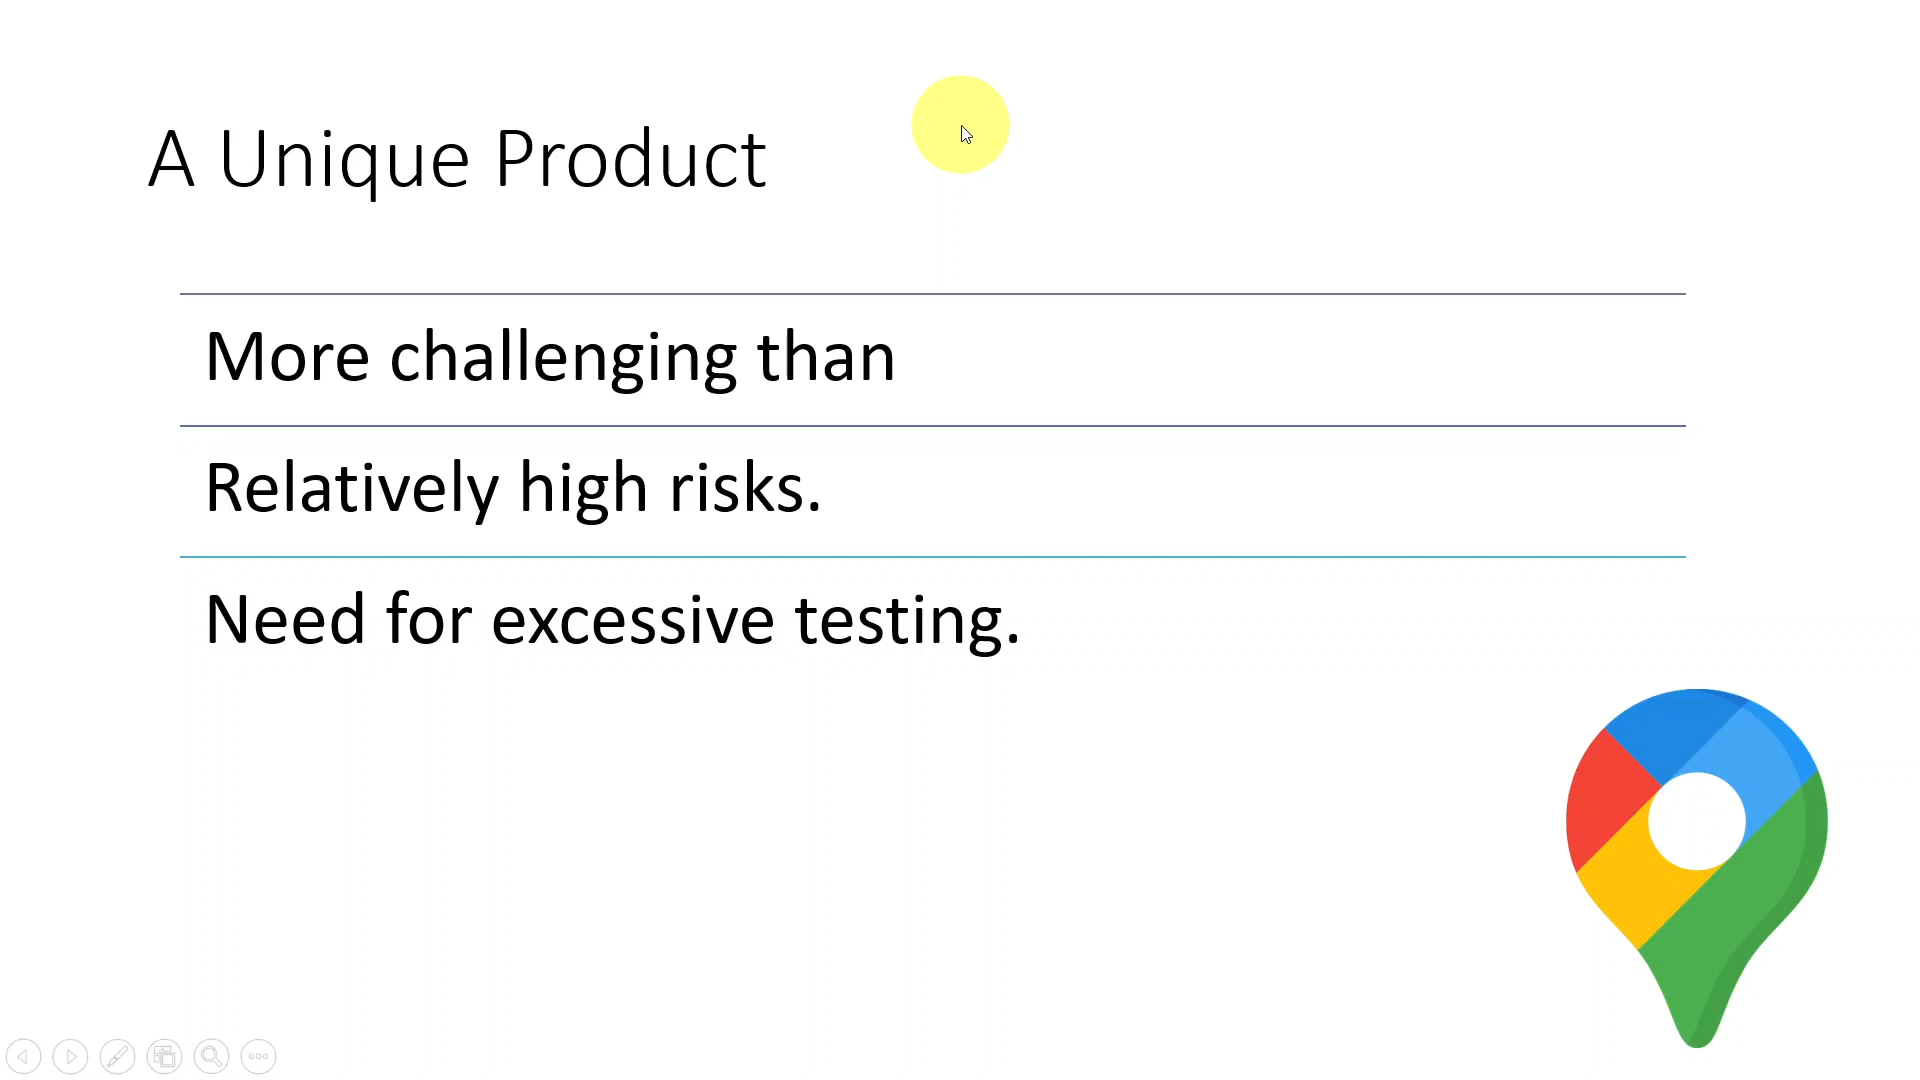 A Unique Product
More challenging than
Relatively high risks.
Need for excessive testing.